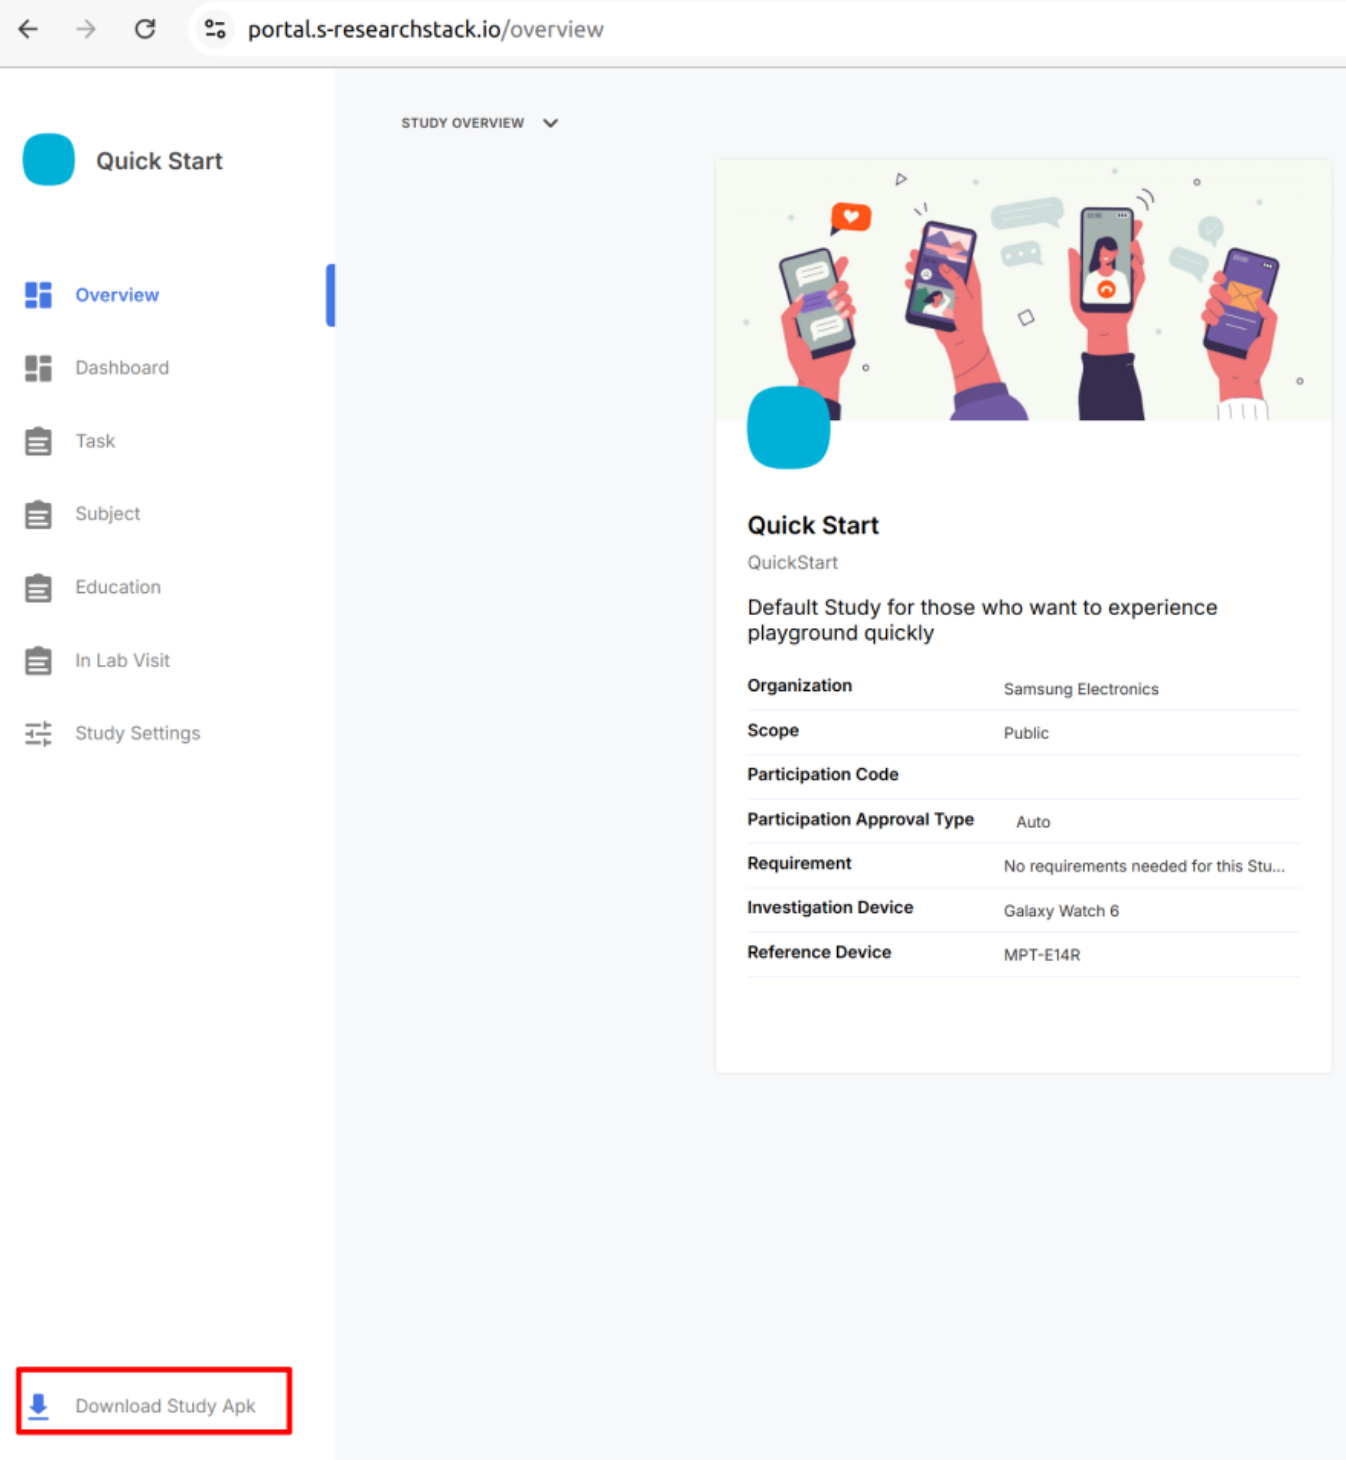 portal.s-researchstack.io/overview
Quick Start
Overview
Dashboard
Task
Subject
Education
In Lab Visit
Study Settings
Download Study Apk
STUDY OVERVIEW
Quick Start
QuickStart
Default Study for those who want to experience
playground quickly
Organization Samsung Electronics
Scope Public
Participation Code
Participation Approval Type Auto
Requirement No requirements needed for this Stu...
Investigation Device Galaxy Watch 6
Reference Device MPT-E14R